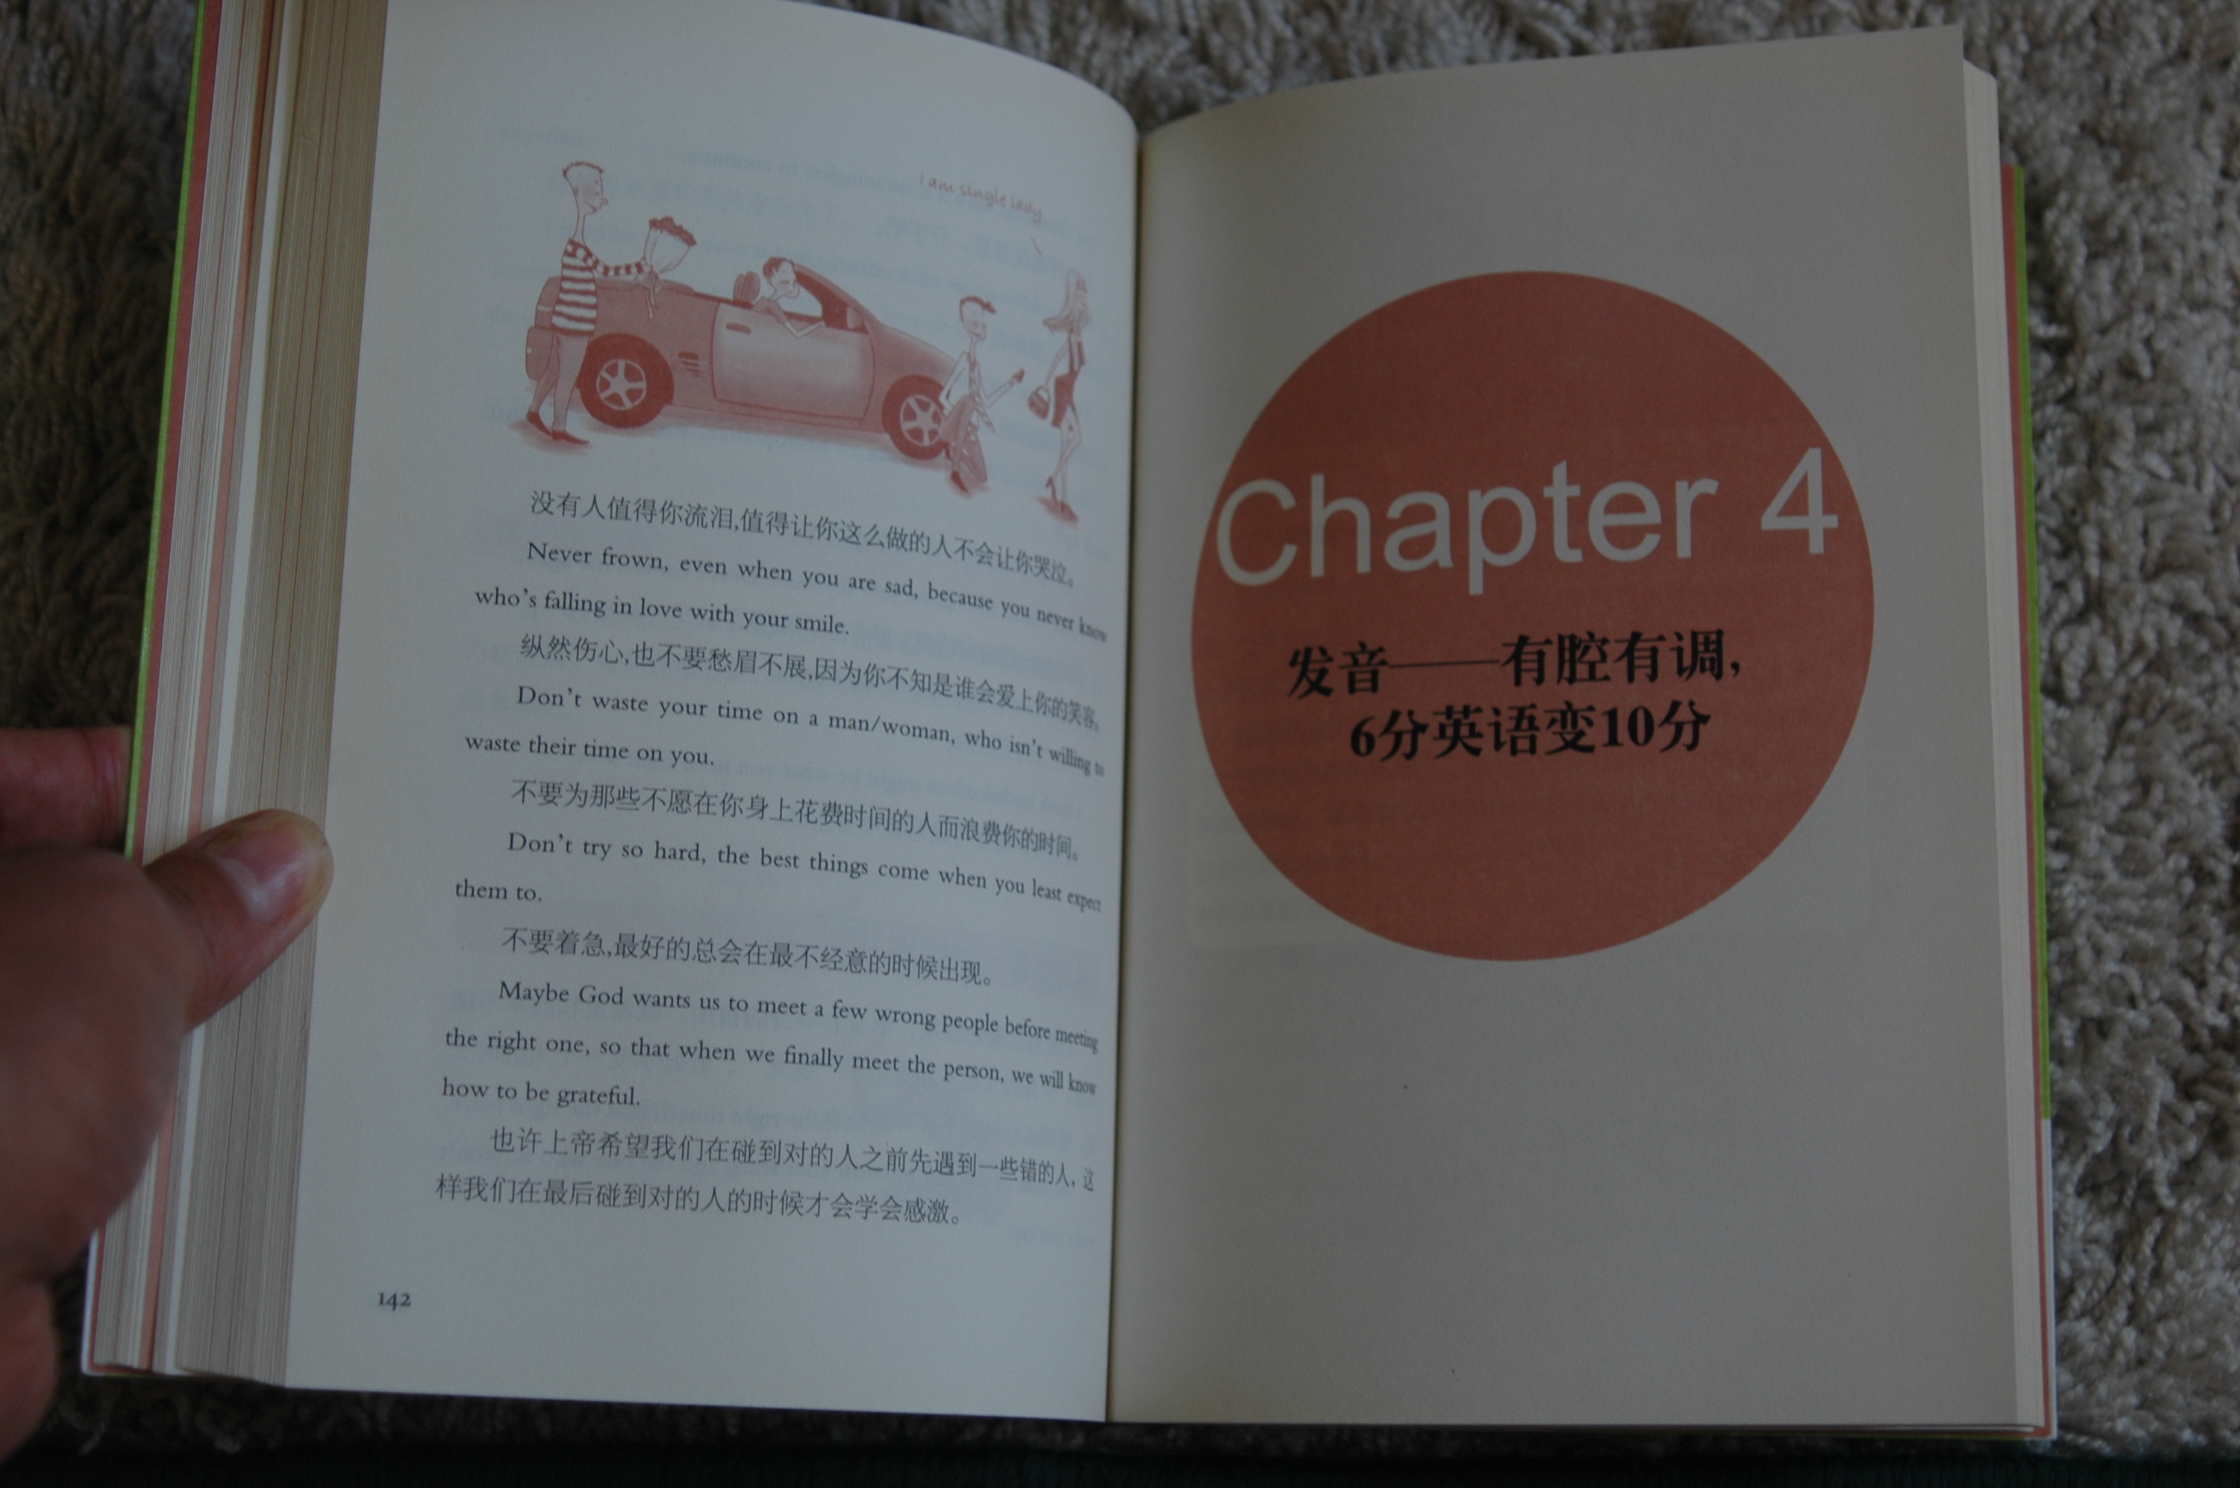 I am single lady
没有人值得你流泪,值得让你这么做的人不会让你哭泣。
Never frown, even when you are sad, because you never know
who's falling in love with your smile.
纵然伤心,也不要愁眉不展,因为你不知是谁会爱上你的笑容。
Don't waste your time on a man/woman, who isn't willing to
waste their time on you.
不要为那些不愿在你身上花费时间的人而浪费你的时间。
Don't try so hard, the best things come when you least expect
them to.
不要着急,最好的总会在最不经意的时候出现。
Maybe God wants us to meet a few wrong people before meeting
the right one, so that when we finally meet the person, we will know
how to be grateful.
也许上帝希望我们在碰到对的人之前先遇到一些错的人, 这
样我们在最后碰到对的人的时候才会学会感激。
142
Chapter 4
发音——有腔有调,
6分英语变10分